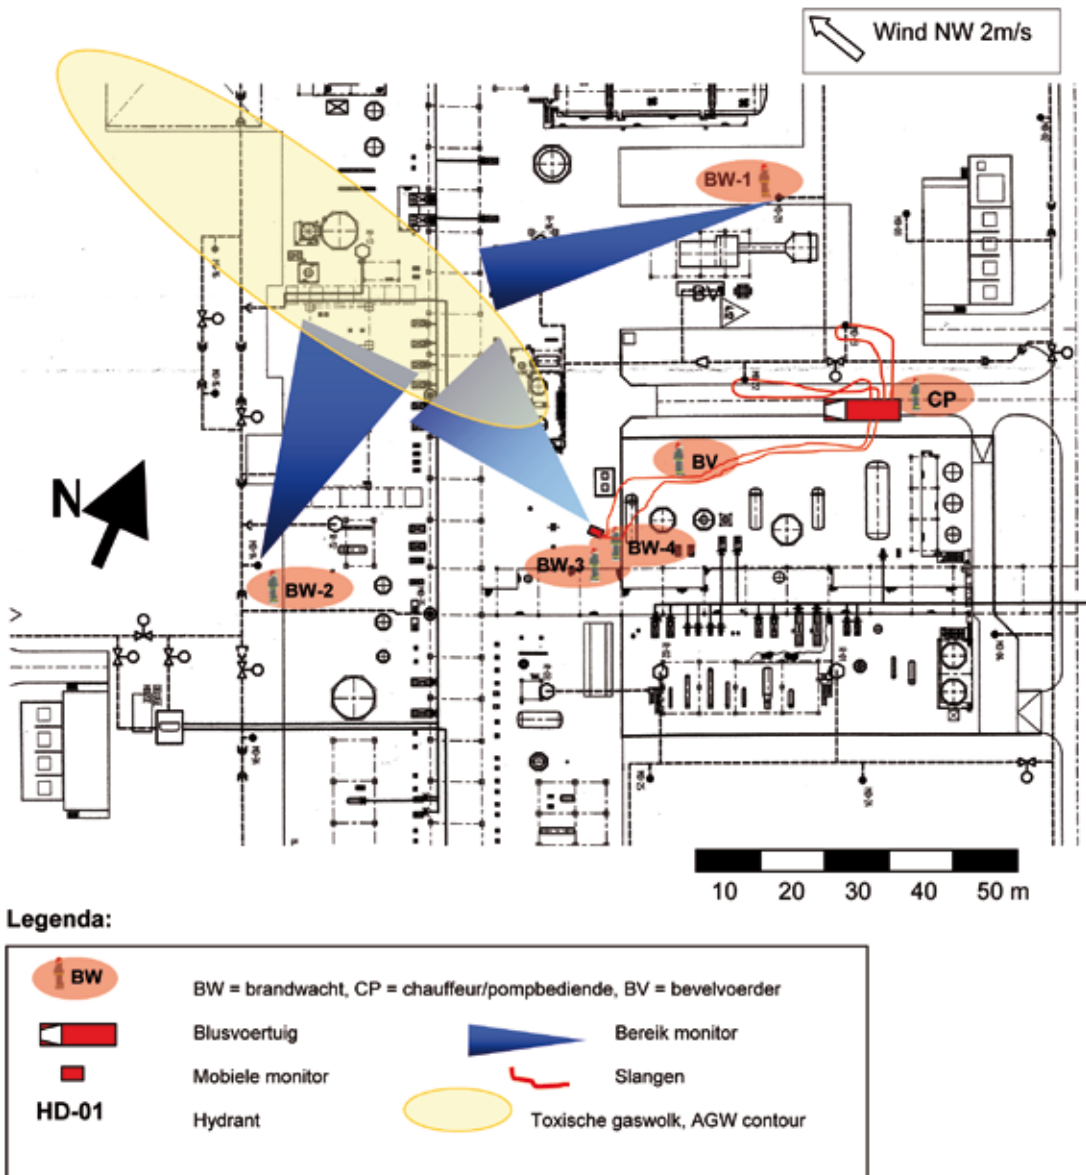 Wind NW 2m/s
BW-1
BV
CP
BV
N
BW-4
BW-3
BW-2
10 20 30 40 50 m
Legenda:
BW
BW = brandwacht, CP = chauffeur/pompbediende, BV = bevelvoerder
Blusvoertuig
Bereik monitor
Mobiele monitor
Slangen
HD-01
Hydrant
Toxische gaswolk, AGW contour